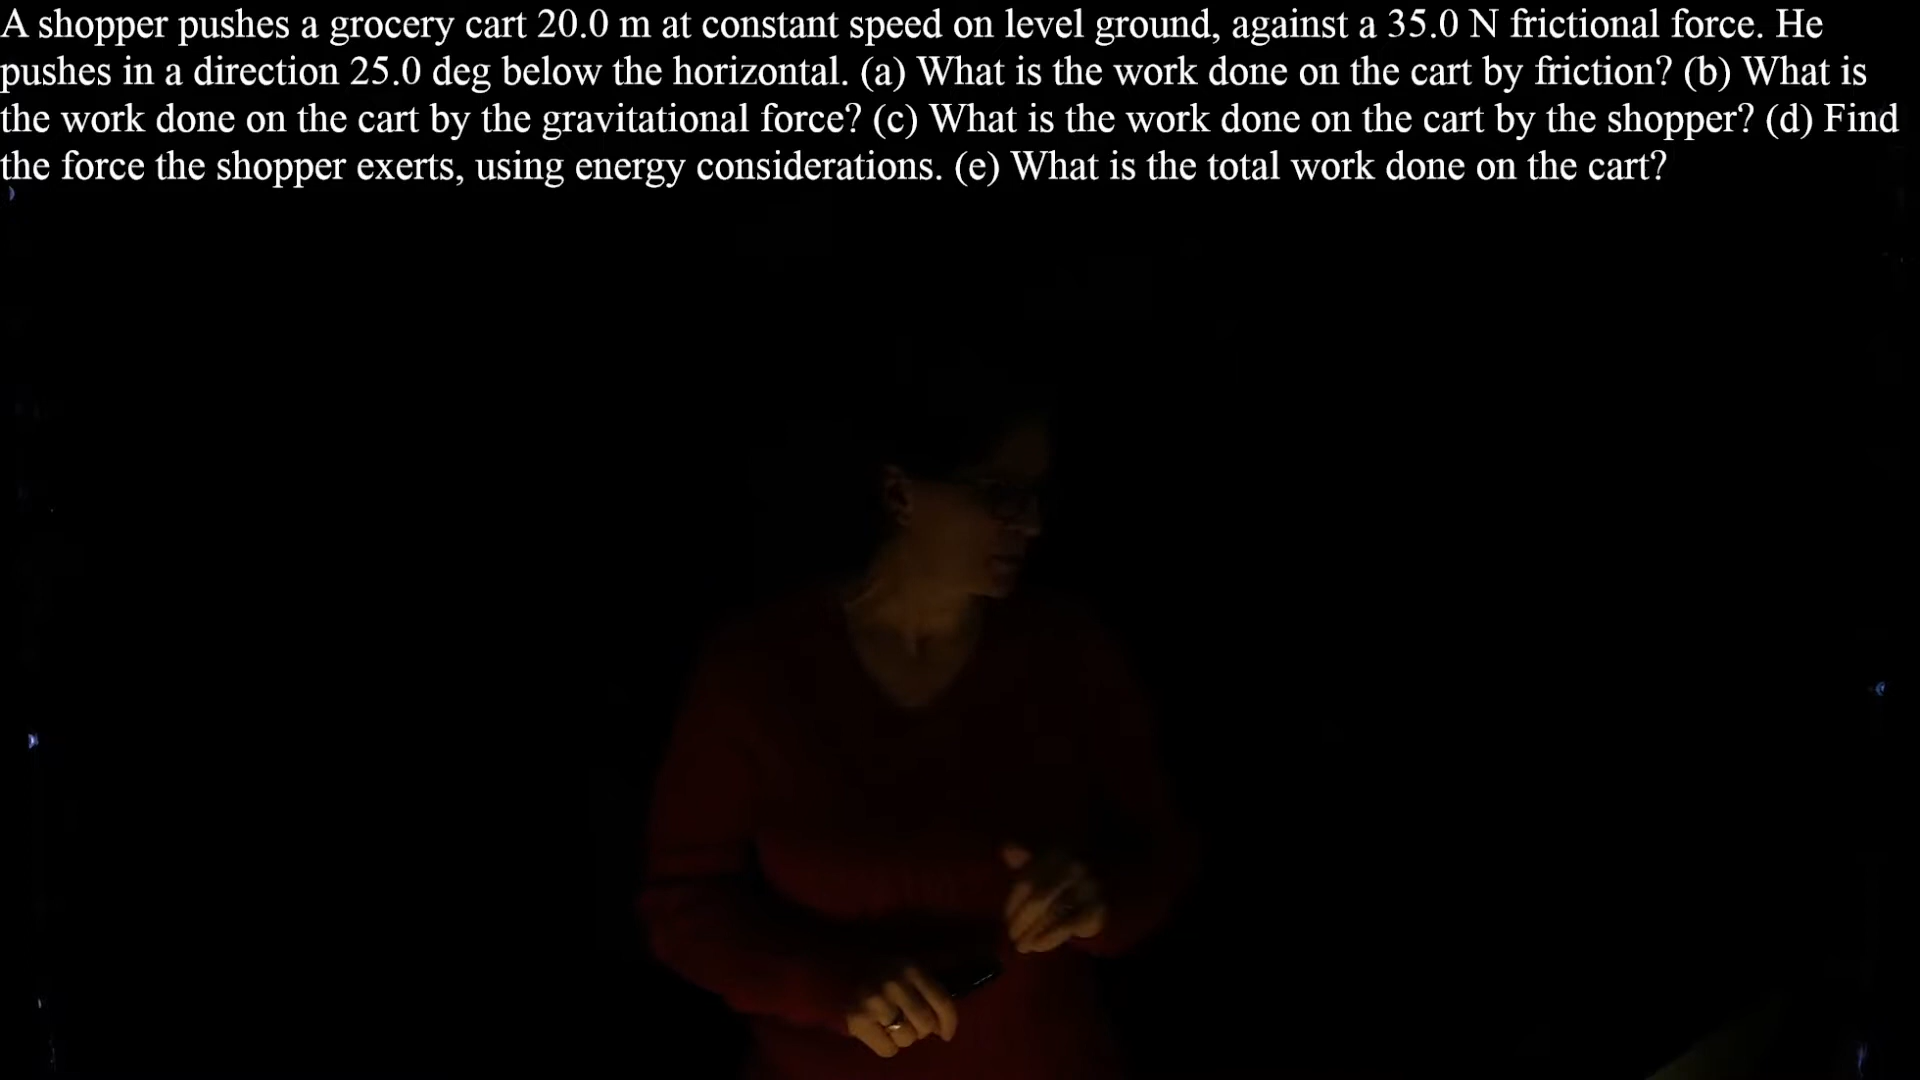 A shopper pushes a grocery cart 20.0 m at constant speed on level ground, against a 35.0 N frictional force. He
pushes in a direction 25.0 deg below the horizontal. (a) What is the work done on the cart by friction? (b) What is
the work done on the cart by the gravitational force? (c) What is the work done on the cart by the shopper? (d) Find
the force the shopper exerts, using energy considerations. (e) What is the total work done on the cart?